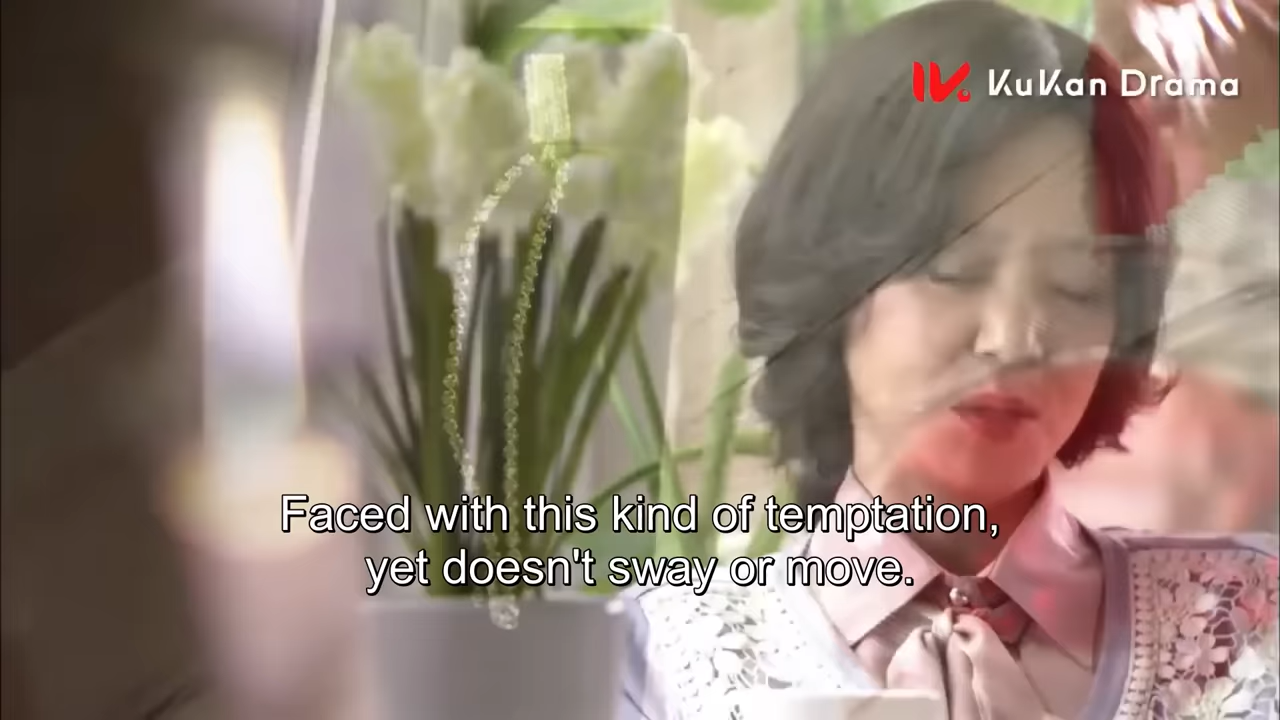 KuKan Drama
Faced with this kind of temptation,
yet doesn't sway or move.